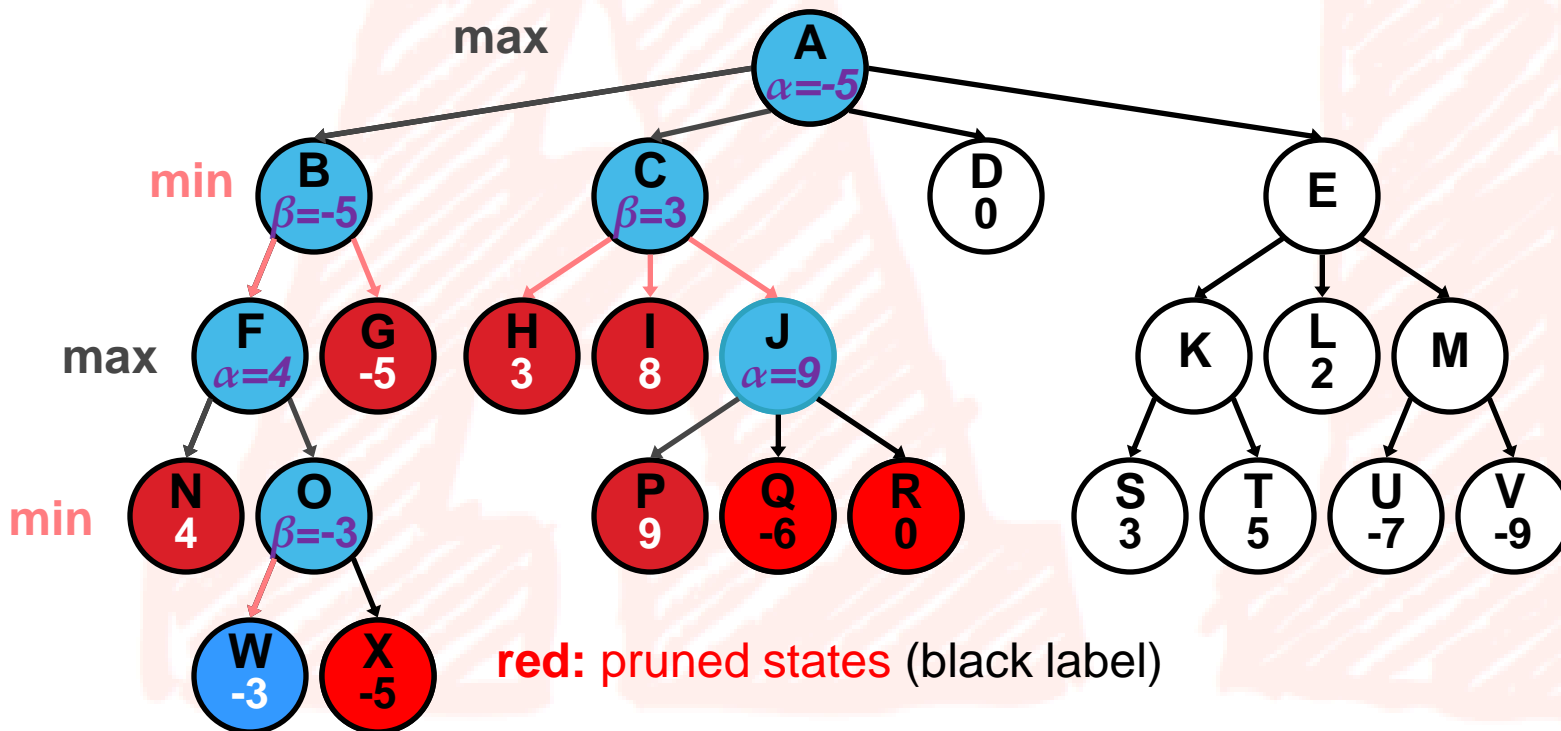 max
A
α=-5
min
B
β=-5
C
β=3
D
0
E
max
F
α=4
G
-5
H
3
I
8
J
α=9
K
L
2
M
min
N
4
O
β=-3
P
9
Q
-6
R
0
S
3
T
5
U
-7
V
-9
W
-3
X
-5
red: pruned states (black label)